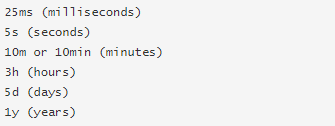 25ms (milliseconds)
5s (seconds)
10m or 10min (minutes)
3h (hours)
5d (days)
1y (years)